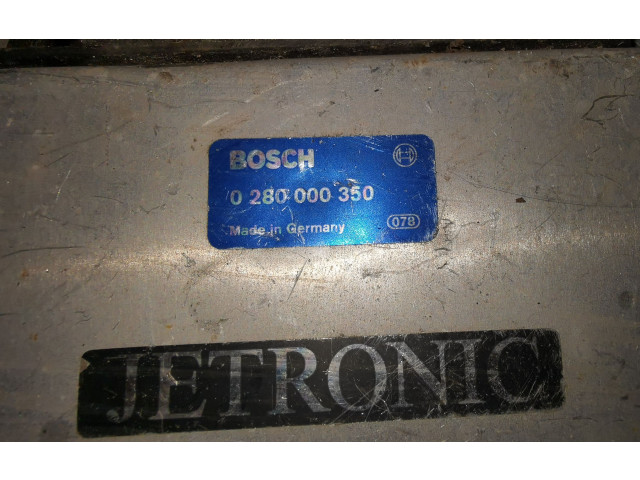 BOSCH
0 280 000 350
Made in Germany
078
JETRONIC